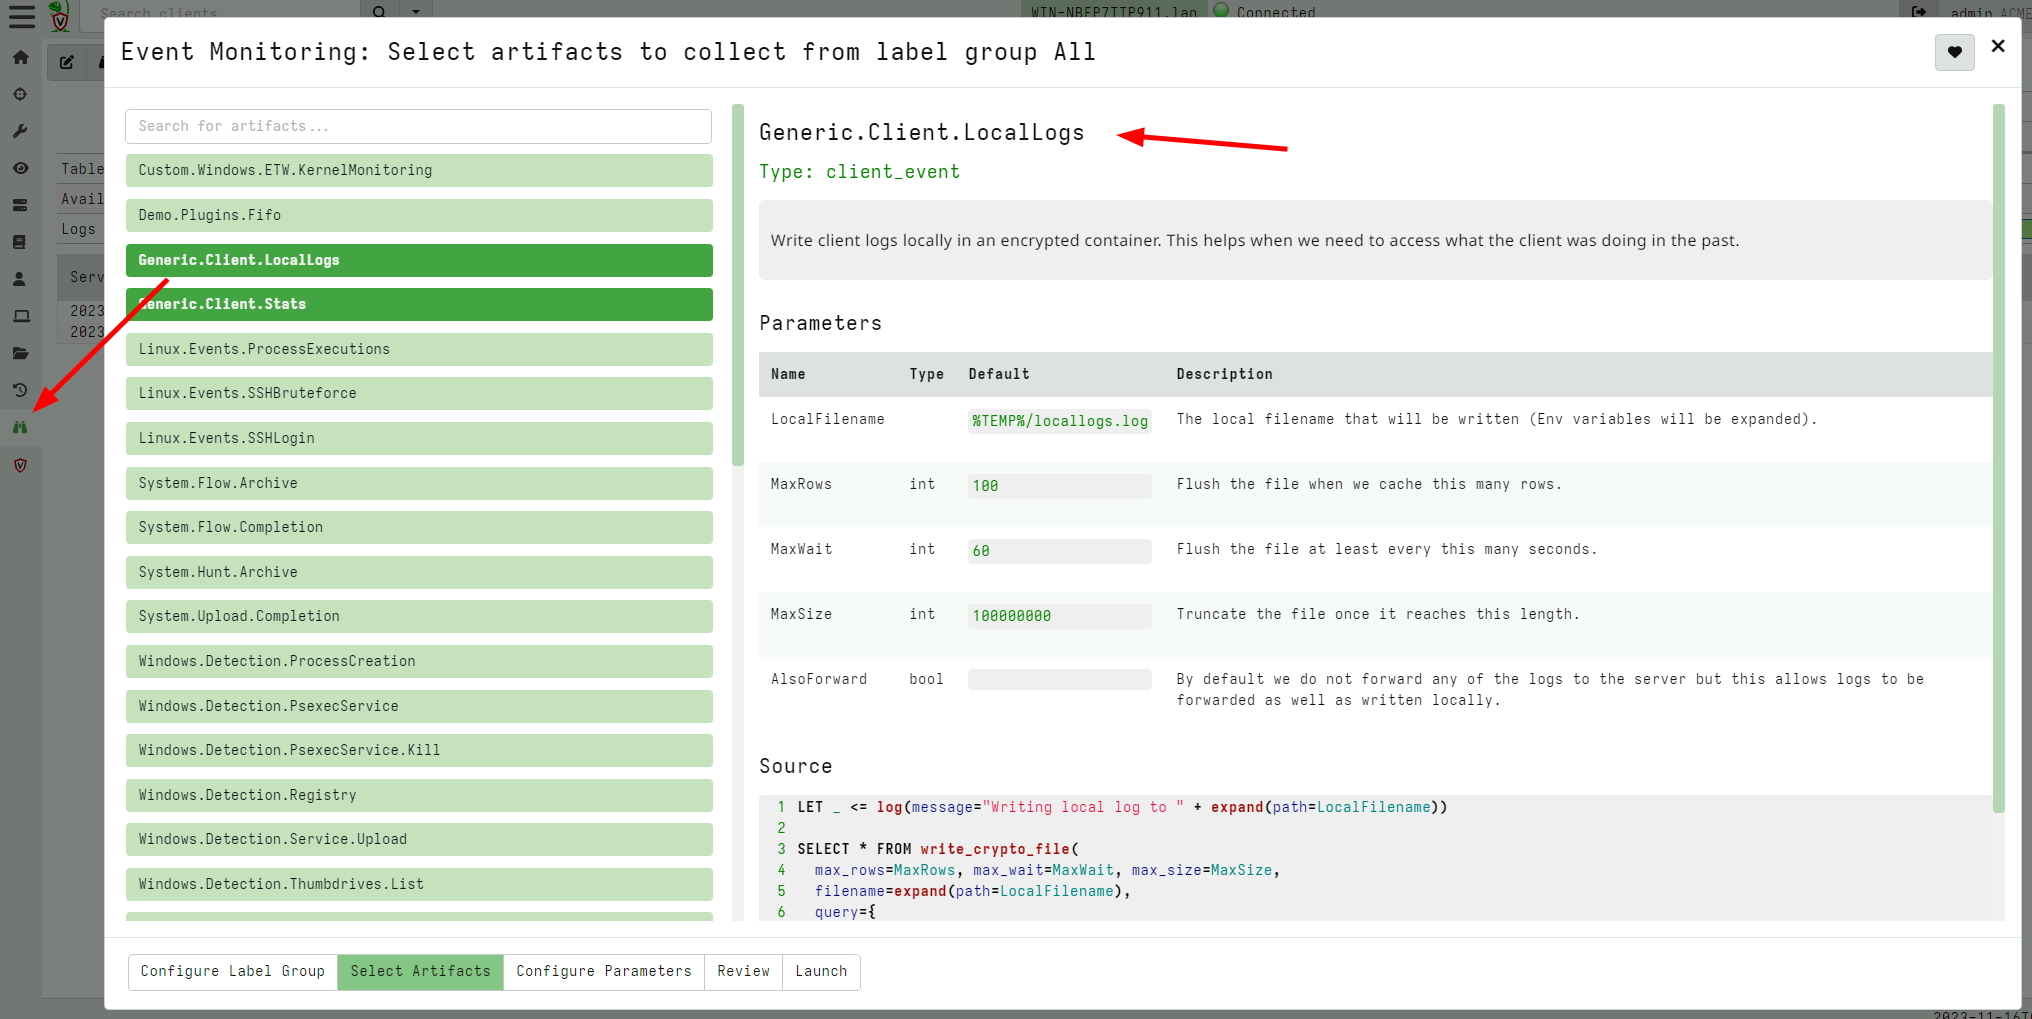 Search clients
WIN-NBFP7TTP911.lan
Connected
admin ACME
Event Monitoring: Select artifacts to collect from label group All
×
Search for artifacts...
Custom.Windows.ETW.KernelMonitoring
Demo.Plugins.Fifo
Generic.Client.LocalLogs
Generic.Client.Stats
Linux.Events.ProcessExecutions
Linux.Events.SSHBruteforce
Linux.Events.SSHLogin
System.Flow.Archive
System.Flow.Completion
System.Hunt.Archive
System.Upload.Completion
Windows.Detection.ProcessCreation
Windows.Detection.PsexecService
Windows.Detection.PsexecService.Kill
Windows.Detection.Registry
Windows.Detection.Service.Upload
Windows.Detection.Thumbdrives.List
Table
Avail
Logs
Serv
2023
2023
Generic.Client.LocalLogs
Type: client_event
Write client logs locally in an encrypted container. This helps when we need to access what the client was doing in the past.
Parameters
Name Type Default Description
LocalFilename %TEMP%/locallogs.log The local filename that will be written (Env variables will be expanded).
MaxRows int 100 Flush the file when we cache this many rows.
MaxWait int 60 Flush the file at least every this many seconds.
MaxSize int 100000000 Truncate the file once it reaches this length.
AlsoForward bool By default we do not forward any of the logs to the server but this allows logs to be
forwarded as well as written locally.
Source
1 LET _ <= log(message="Writing local log to " + expand(path=LocalFilename))
2
3 SELECT * FROM write_crypto_file(
4 max_rows=MaxRows, max_wait=MaxWait, max_size=MaxSize,
5 filename=expand(path=LocalFilename),
6 query={
Configure Label Group Select Artifacts Configure Parameters Review Launch